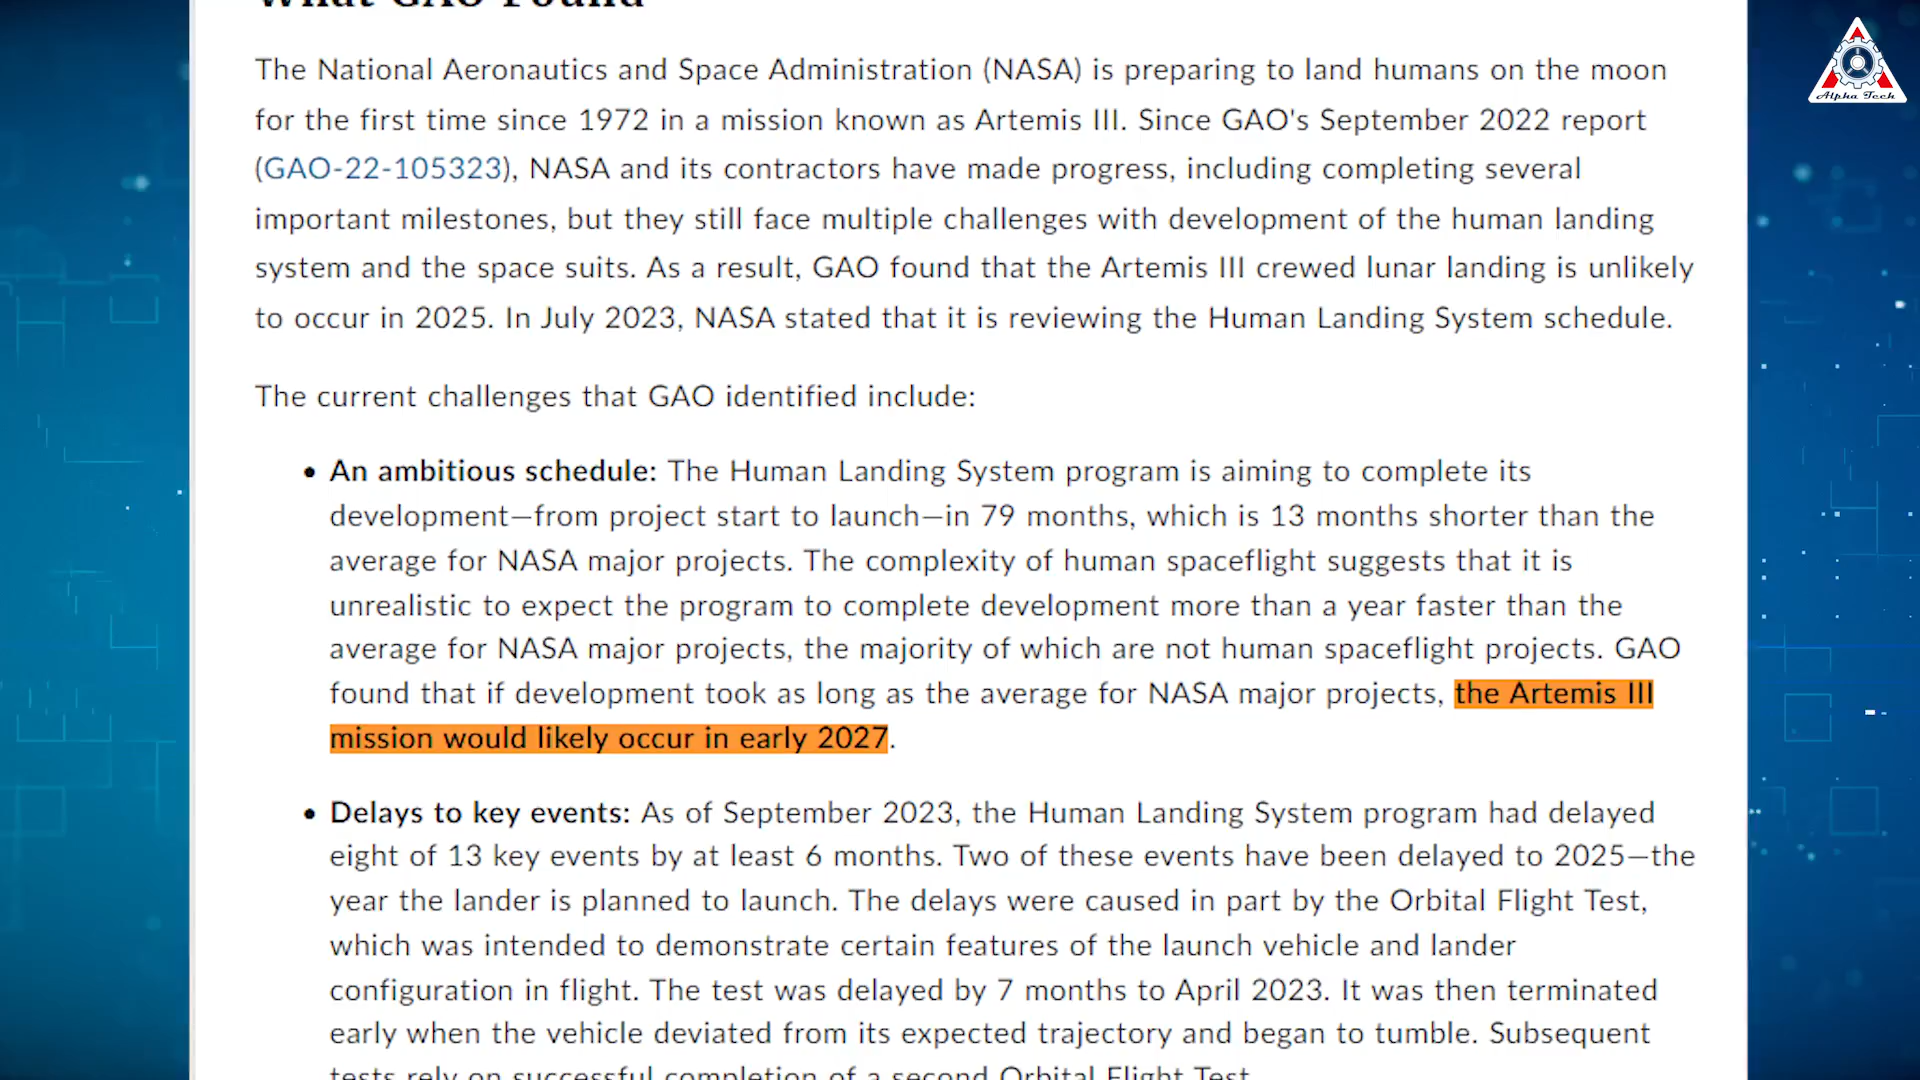 What GAO Found
The National Aeronautics and Space Administration (NASA) is preparing to land humans on the moon
for the first time since 1972 in a mission known as Artemis III. Since GAO's September 2022 report
(GAO-22-105323), NASA and its contractors have made progress, including completing several
important milestones, but they still face multiple challenges with development of the human landing
system and the space suits. As a result, GAO found that the Artemis III crewed lunar landing is unlikely
to occur in 2025. In July 2023, NASA stated that it is reviewing the Human Landing System schedule.
The current challenges that GAO identified include:
• An ambitious schedule: The Human Landing System program is aiming to complete its
development—from project start to launch—in 79 months, which is 13 months shorter than the
average for NASA major projects. The complexity of human spaceflight suggests that it is
unrealistic to expect the program to complete development more than a year faster than the
average for NASA major projects, the majority of which are not human spaceflight projects. GAO
found that if development took as long as the average for NASA major projects, the Artemis III
mission would likely occur in early 2027.
• Delays to key events: As of September 2023, the Human Landing System program had delayed
eight of 13 key events by at least 6 months. Two of these events have been delayed to 2025—the
year the lander is planned to launch. The delays were caused in part by the Orbital Flight Test,
which was intended to demonstrate certain features of the launch vehicle and lander
configuration in flight. The test was delayed by 7 months to April 2023. It was then terminated
early when the vehicle deviated from its expected trajectory and began to tumble. Subsequent
tests rely on successful completion of a second Orbital Flight Test.
Alpha Tech